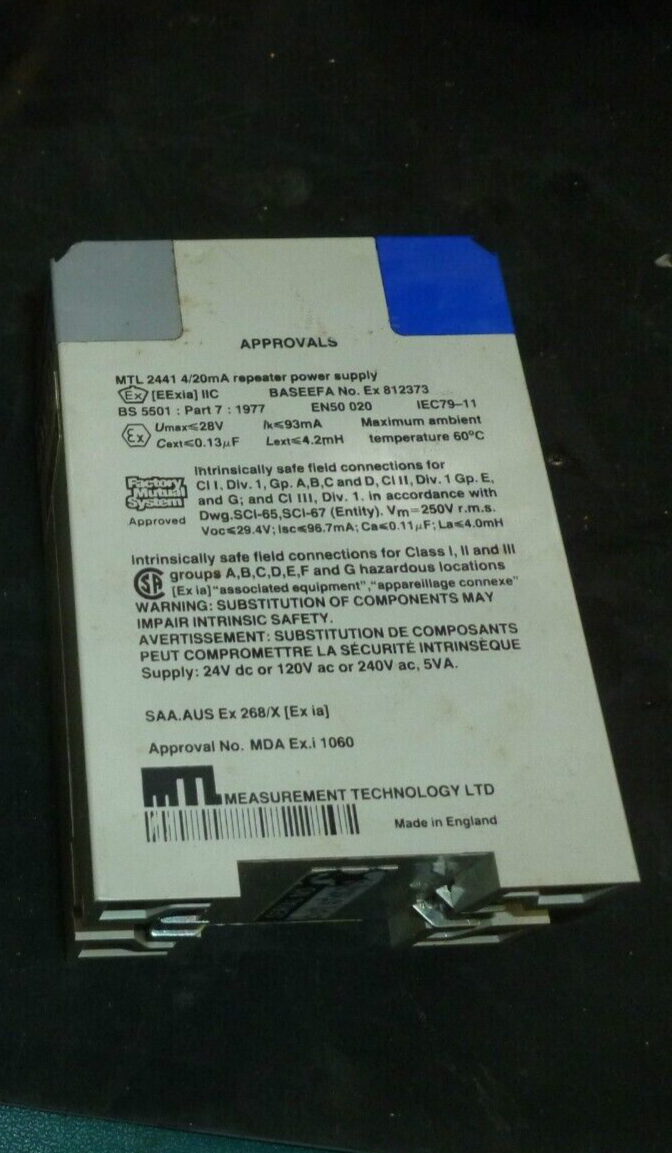 APPROVALS
MTL 2441 4/20mA repeater power supply
Ex [EExia] IIC BASEEFA No. Ex 812373
BS 5501 : Part 7 : 1977 EN50 020 IEC79-11
Ex Umax≤28V Ik≤93mA Maximum ambient
Cext≤0.13μF Lext≤4.2mH temperature 60°C
Factory Mutual System
Approved
Intrinsically safe field connections for
Cl I, Div. 1, Gp. A,B,C and D, Cl II, Div. 1 Gp. E,
and G; and Cl III, Div. 1. in accordance with
Dwg.SCI-65,SCI-67 (Entity). Vm=250V r.m.s.
Voc≤29.4V; Isc≤96.7mA; Ca≤0.11μF; La≤4.0mH
Intrinsically safe field connections for Class I, II and III
SA groups A,B,C,D,E,F and G hazardous locations
[Ex ia] "associated equipment", "appareillage connexe"
WARNING: SUBSTITUTION OF COMPONENTS MAY
IMPAIR INTRINSIC SAFETY.
AVERTISSEMENT: SUBSTITUTION DE COMPOSANTS
PEUT COMPROMETTRE LA SÉCURITÉ INTRINSÈQUE
Supply: 24V dc or 120V ac or 240V ac, 5VA.
SAA.AUS Ex 268/X [Ex ia]
Approval No. MDA Ex.i 1060
MTL MEASUREMENT TECHNOLOGY LTD
Made in England